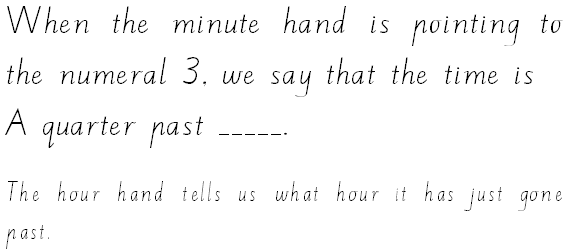 When the minute hand is pointing to
the numeral 3. we say that the time is
A quarter past _____.
The hour hand tells us what hour it has just gone
past.